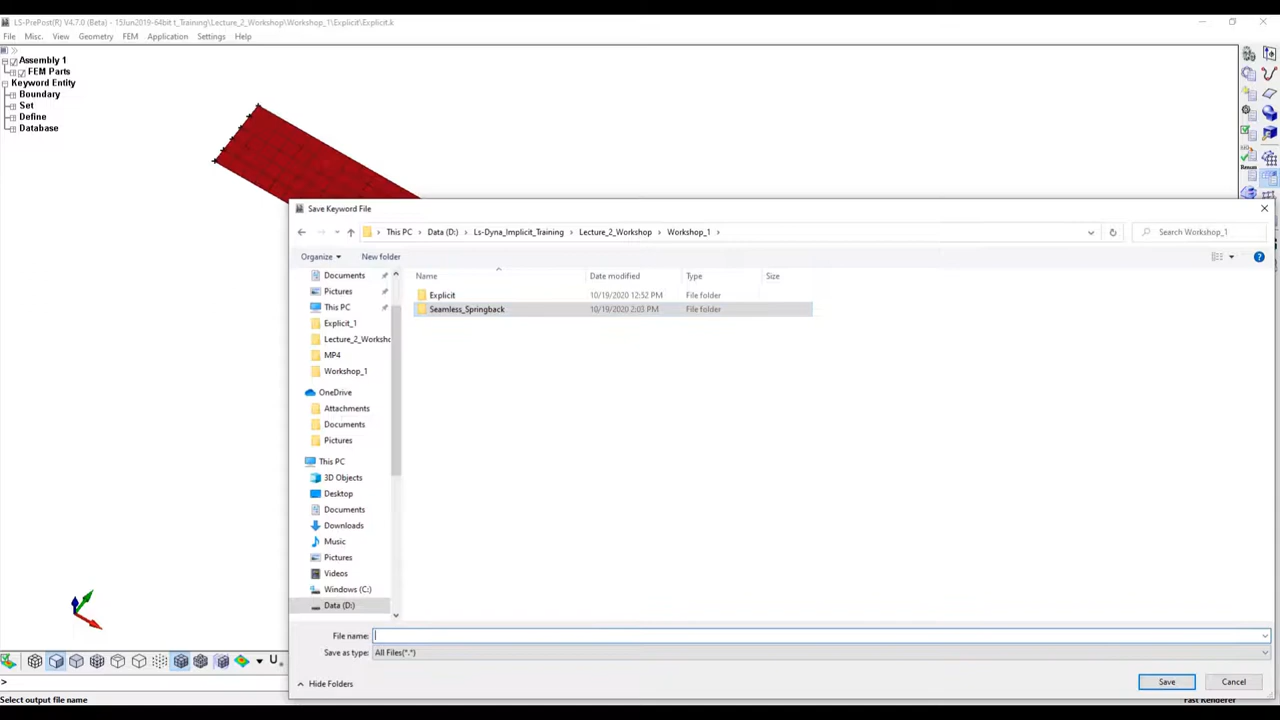 LS-PrePost(R) V4.7.0 (Beta) - 15Jun2019-64bit t_Training\Lecture_2_Workshop\Workshop_1\Explicit\Explicit.k
File Misc. View Geometry FEM Application Settings Help
Assembly 1
FEM Parts
Keyword Entity
Boundary
Set
Define
Database
Save Keyword File
This PC > Data (D:) > Ls-Dyna_Implicit_Training > Lecture_2_Workshop > Workshop_1 >
Search Workshop_1
Organize New folder
Documents
Pictures
This PC
Explicit_1
Lecture_2_Worksho
MP4
Workshop_1
OneDrive
Attachments
Documents
Pictures
This PC
3D Objects
Desktop
Documents
Downloads
Music
Pictures
Videos
Windows (C:)
Data (D:)
Name Date modified Type Size
Explicit 10/19/2020 12:52 PM File folder
Seamless_Springback 10/19/2020 2:03 PM File folder
File name:
Save as type: All Files(*.*)
Hide Folders
Save Cancel
>
Select output file name
Fast Renderer